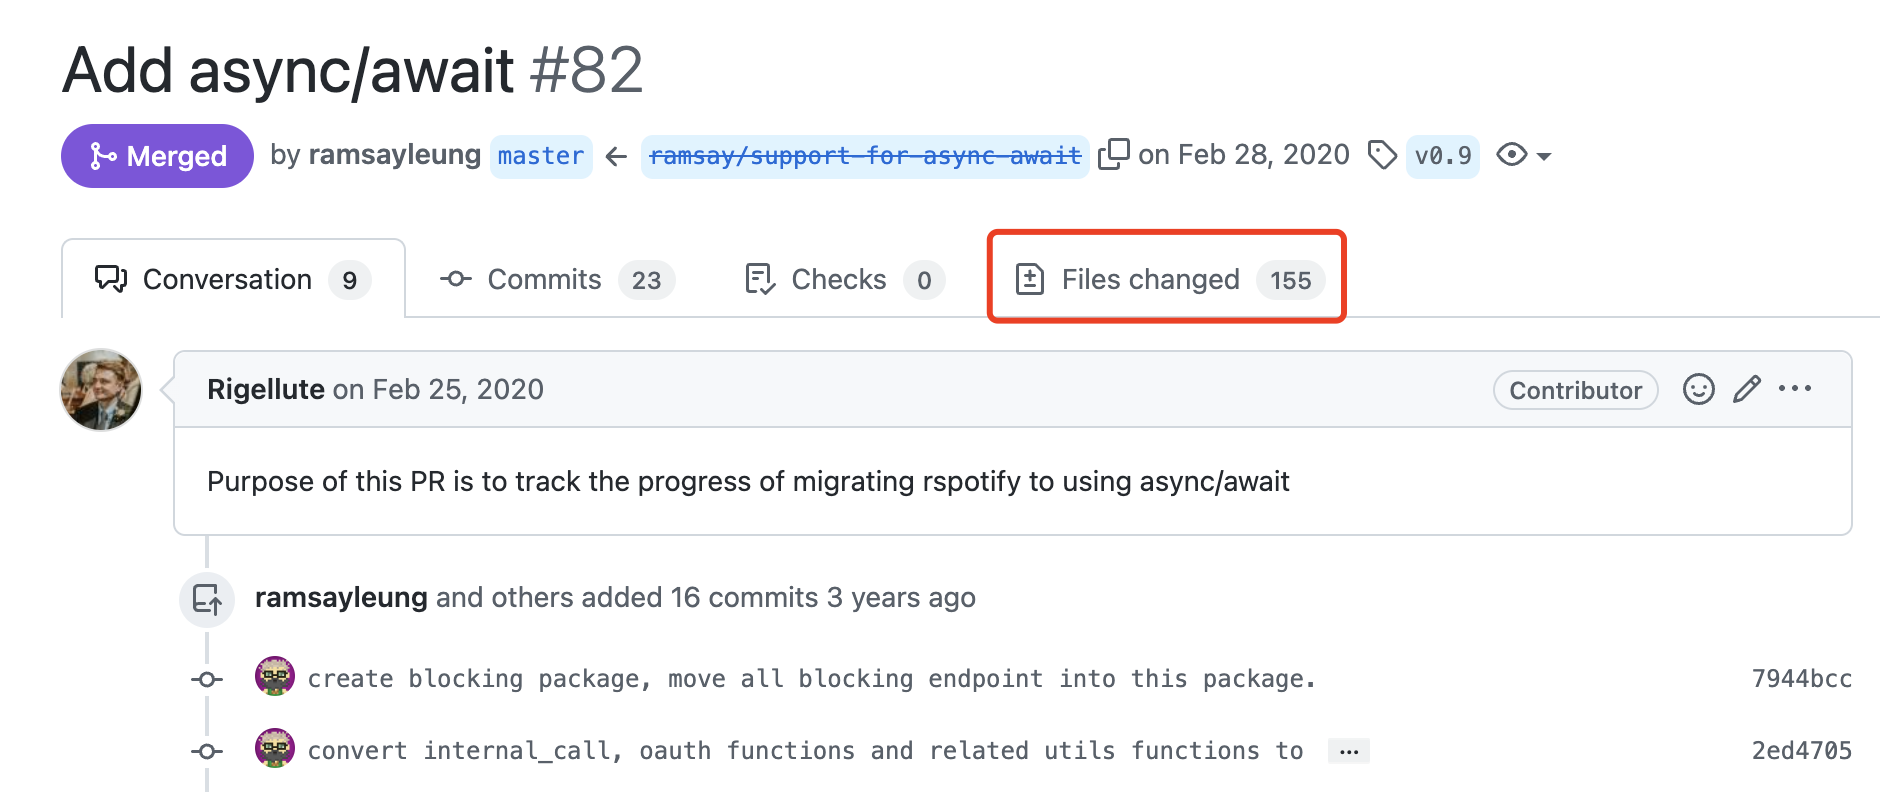 Add async/await #82
Merged by ramsayleung master ← ramsay/support-for-async-await on Feb 28, 2020 v0.9
Conversation 9 Commits 23 Checks 0 Files changed 155
Rigellute on Feb 25, 2020 Contributor
Purpose of this PR is to track the progress of migrating rspotify to using async/await
ramsayleung and others added 16 commits 3 years ago
create blocking package, move all blocking endpoint into this package. 7944bcc
convert internal_call, oauth functions and related utils functions to ... 2ed4705